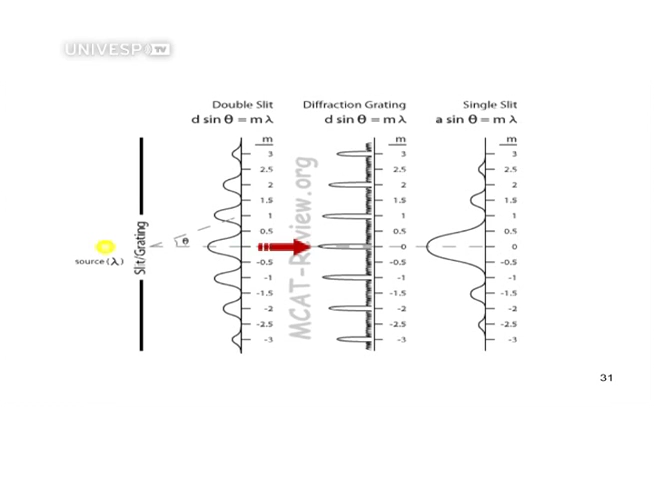 UNIVESP TV
Double Slit
d sin θ = m λ
Diffraction Grating
d sin θ = m λ
Single Slit
a sin θ = m λ
source (λ)
Slit/Grating
θ
MCAT-Review.org
m
3
2.5
2
1.5
1
0.5
0
-0.5
-1
-1.5
-2
-2.5
-3
m
3
2.5
2
1.5
1
0.5
0
-0.5
-1
-1.5
-2
-2.5
-3
m
3
2.5
2
1.5
1
0.5
0
-0.5
-1
-1.5
-2
-2.5
-3
31